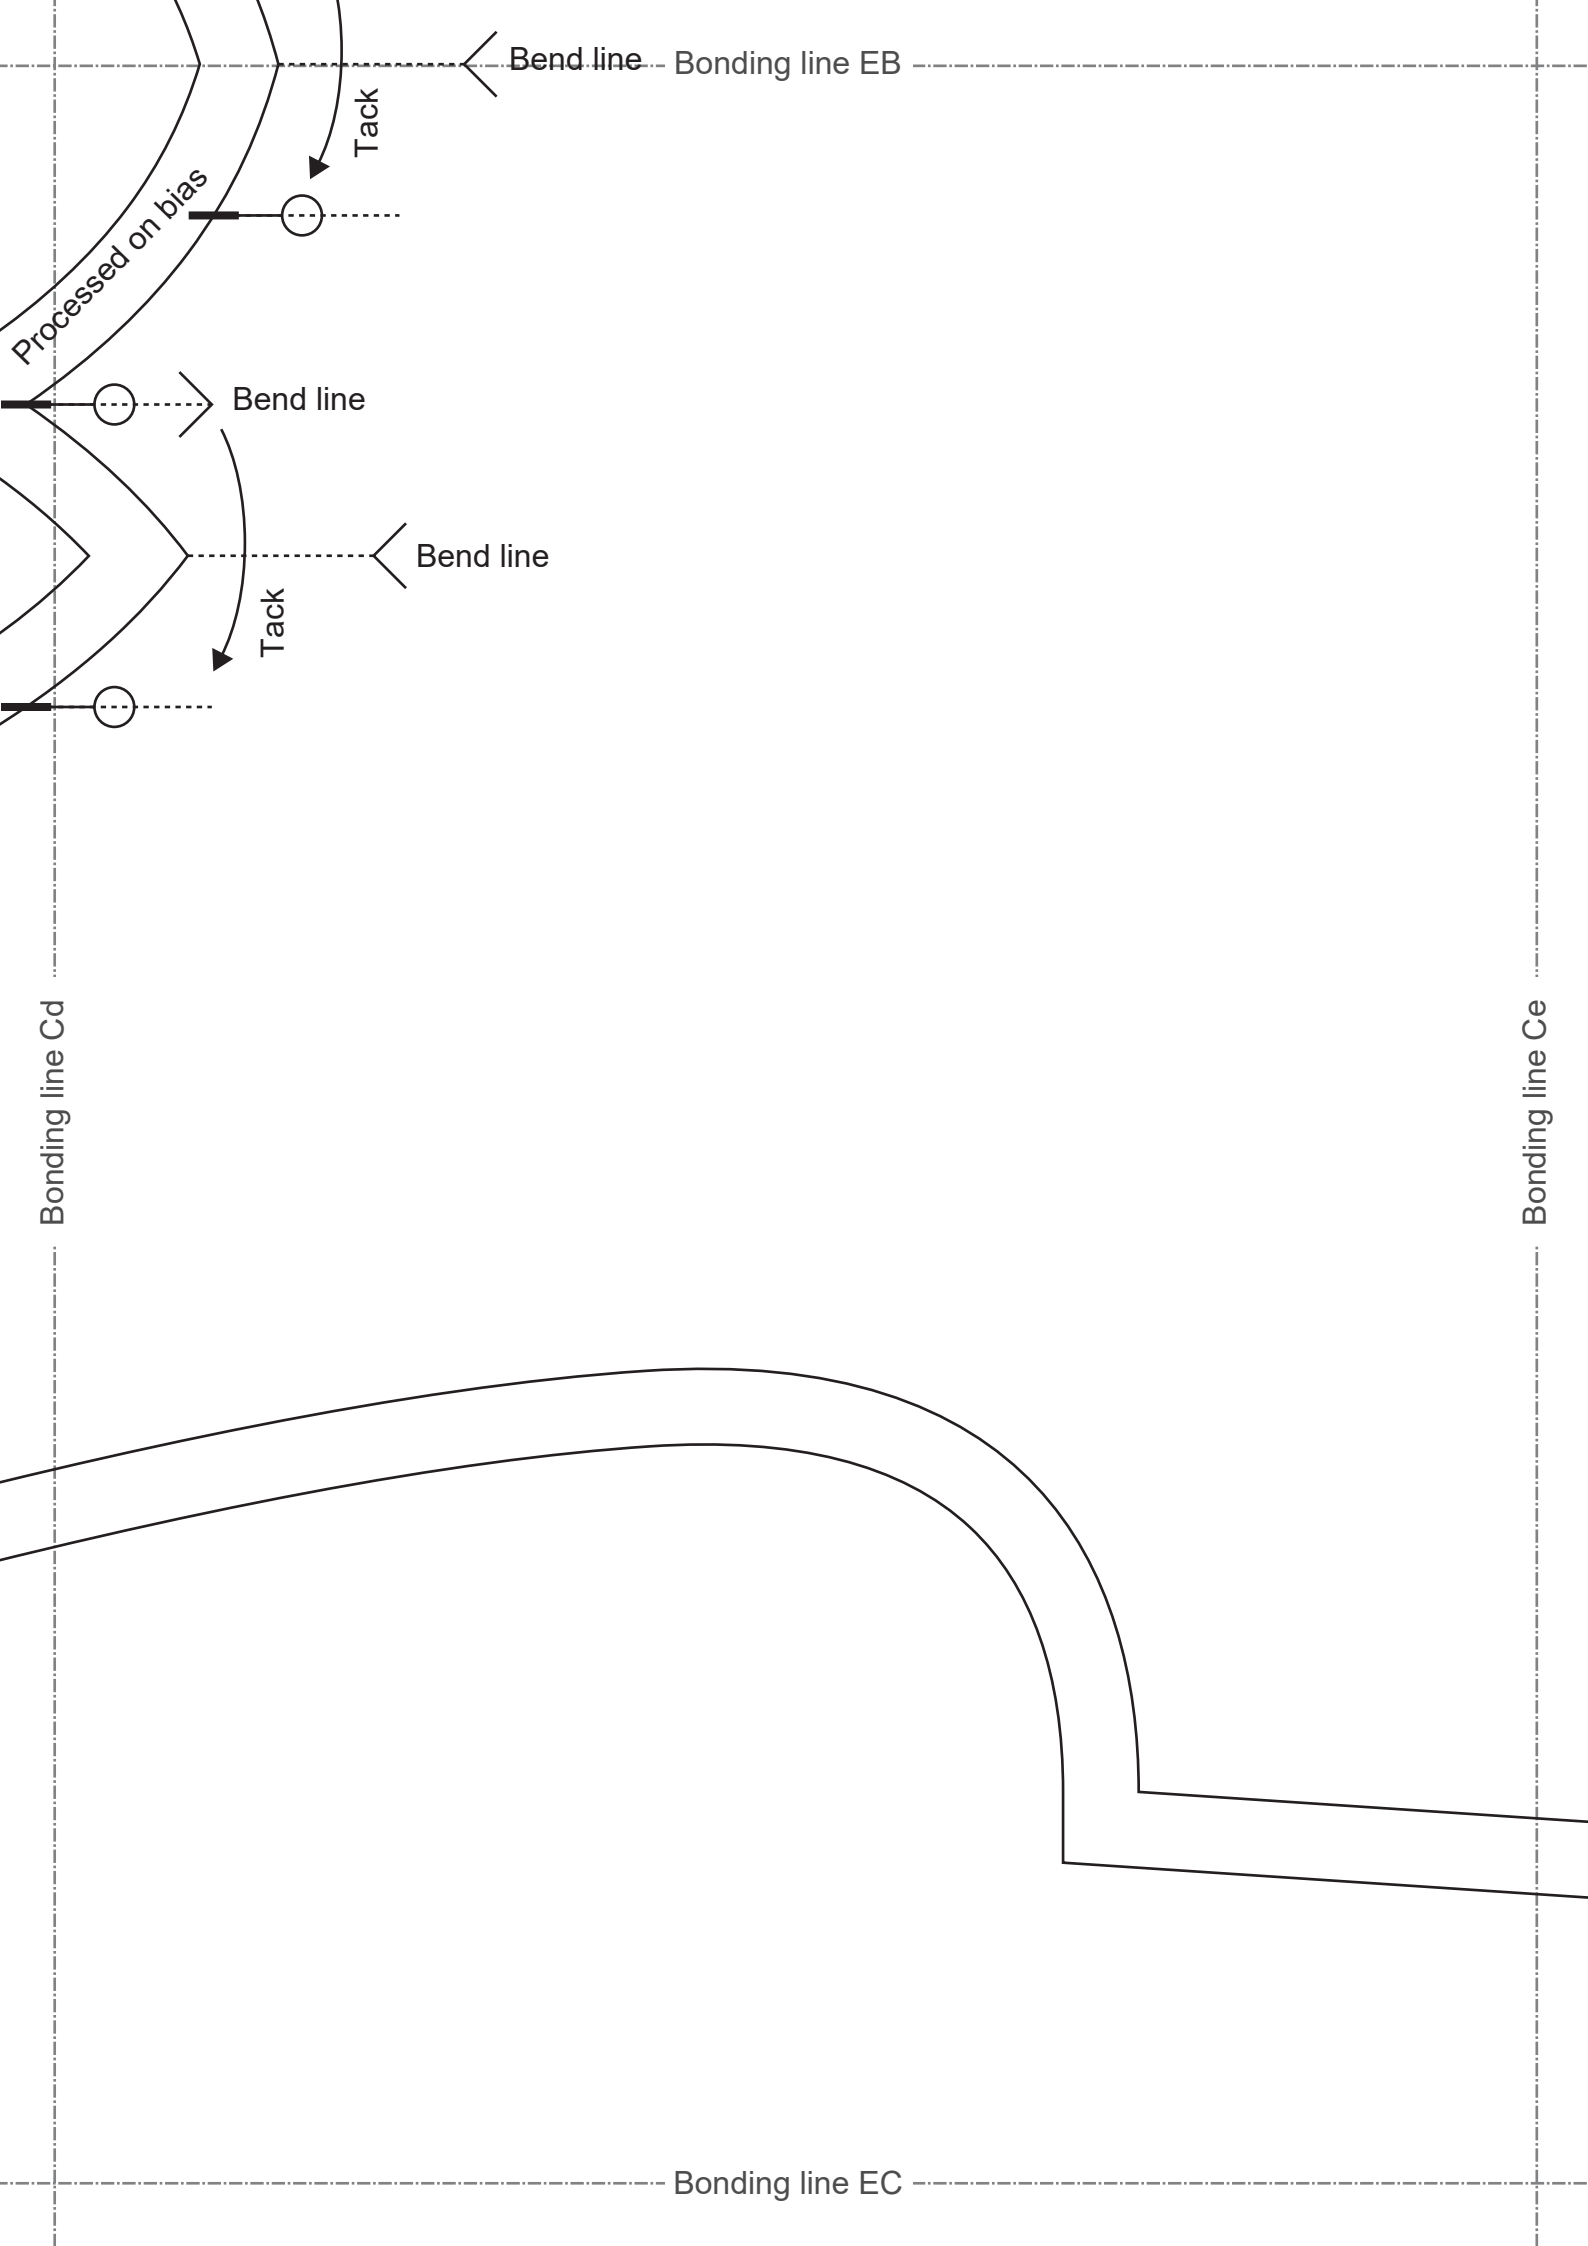 Bend line
Bonding line EB
Tack
Processed on bias
Bend line
Bend line
Tack
Bonding line Cd
Bonding line Ce
Bonding line EC